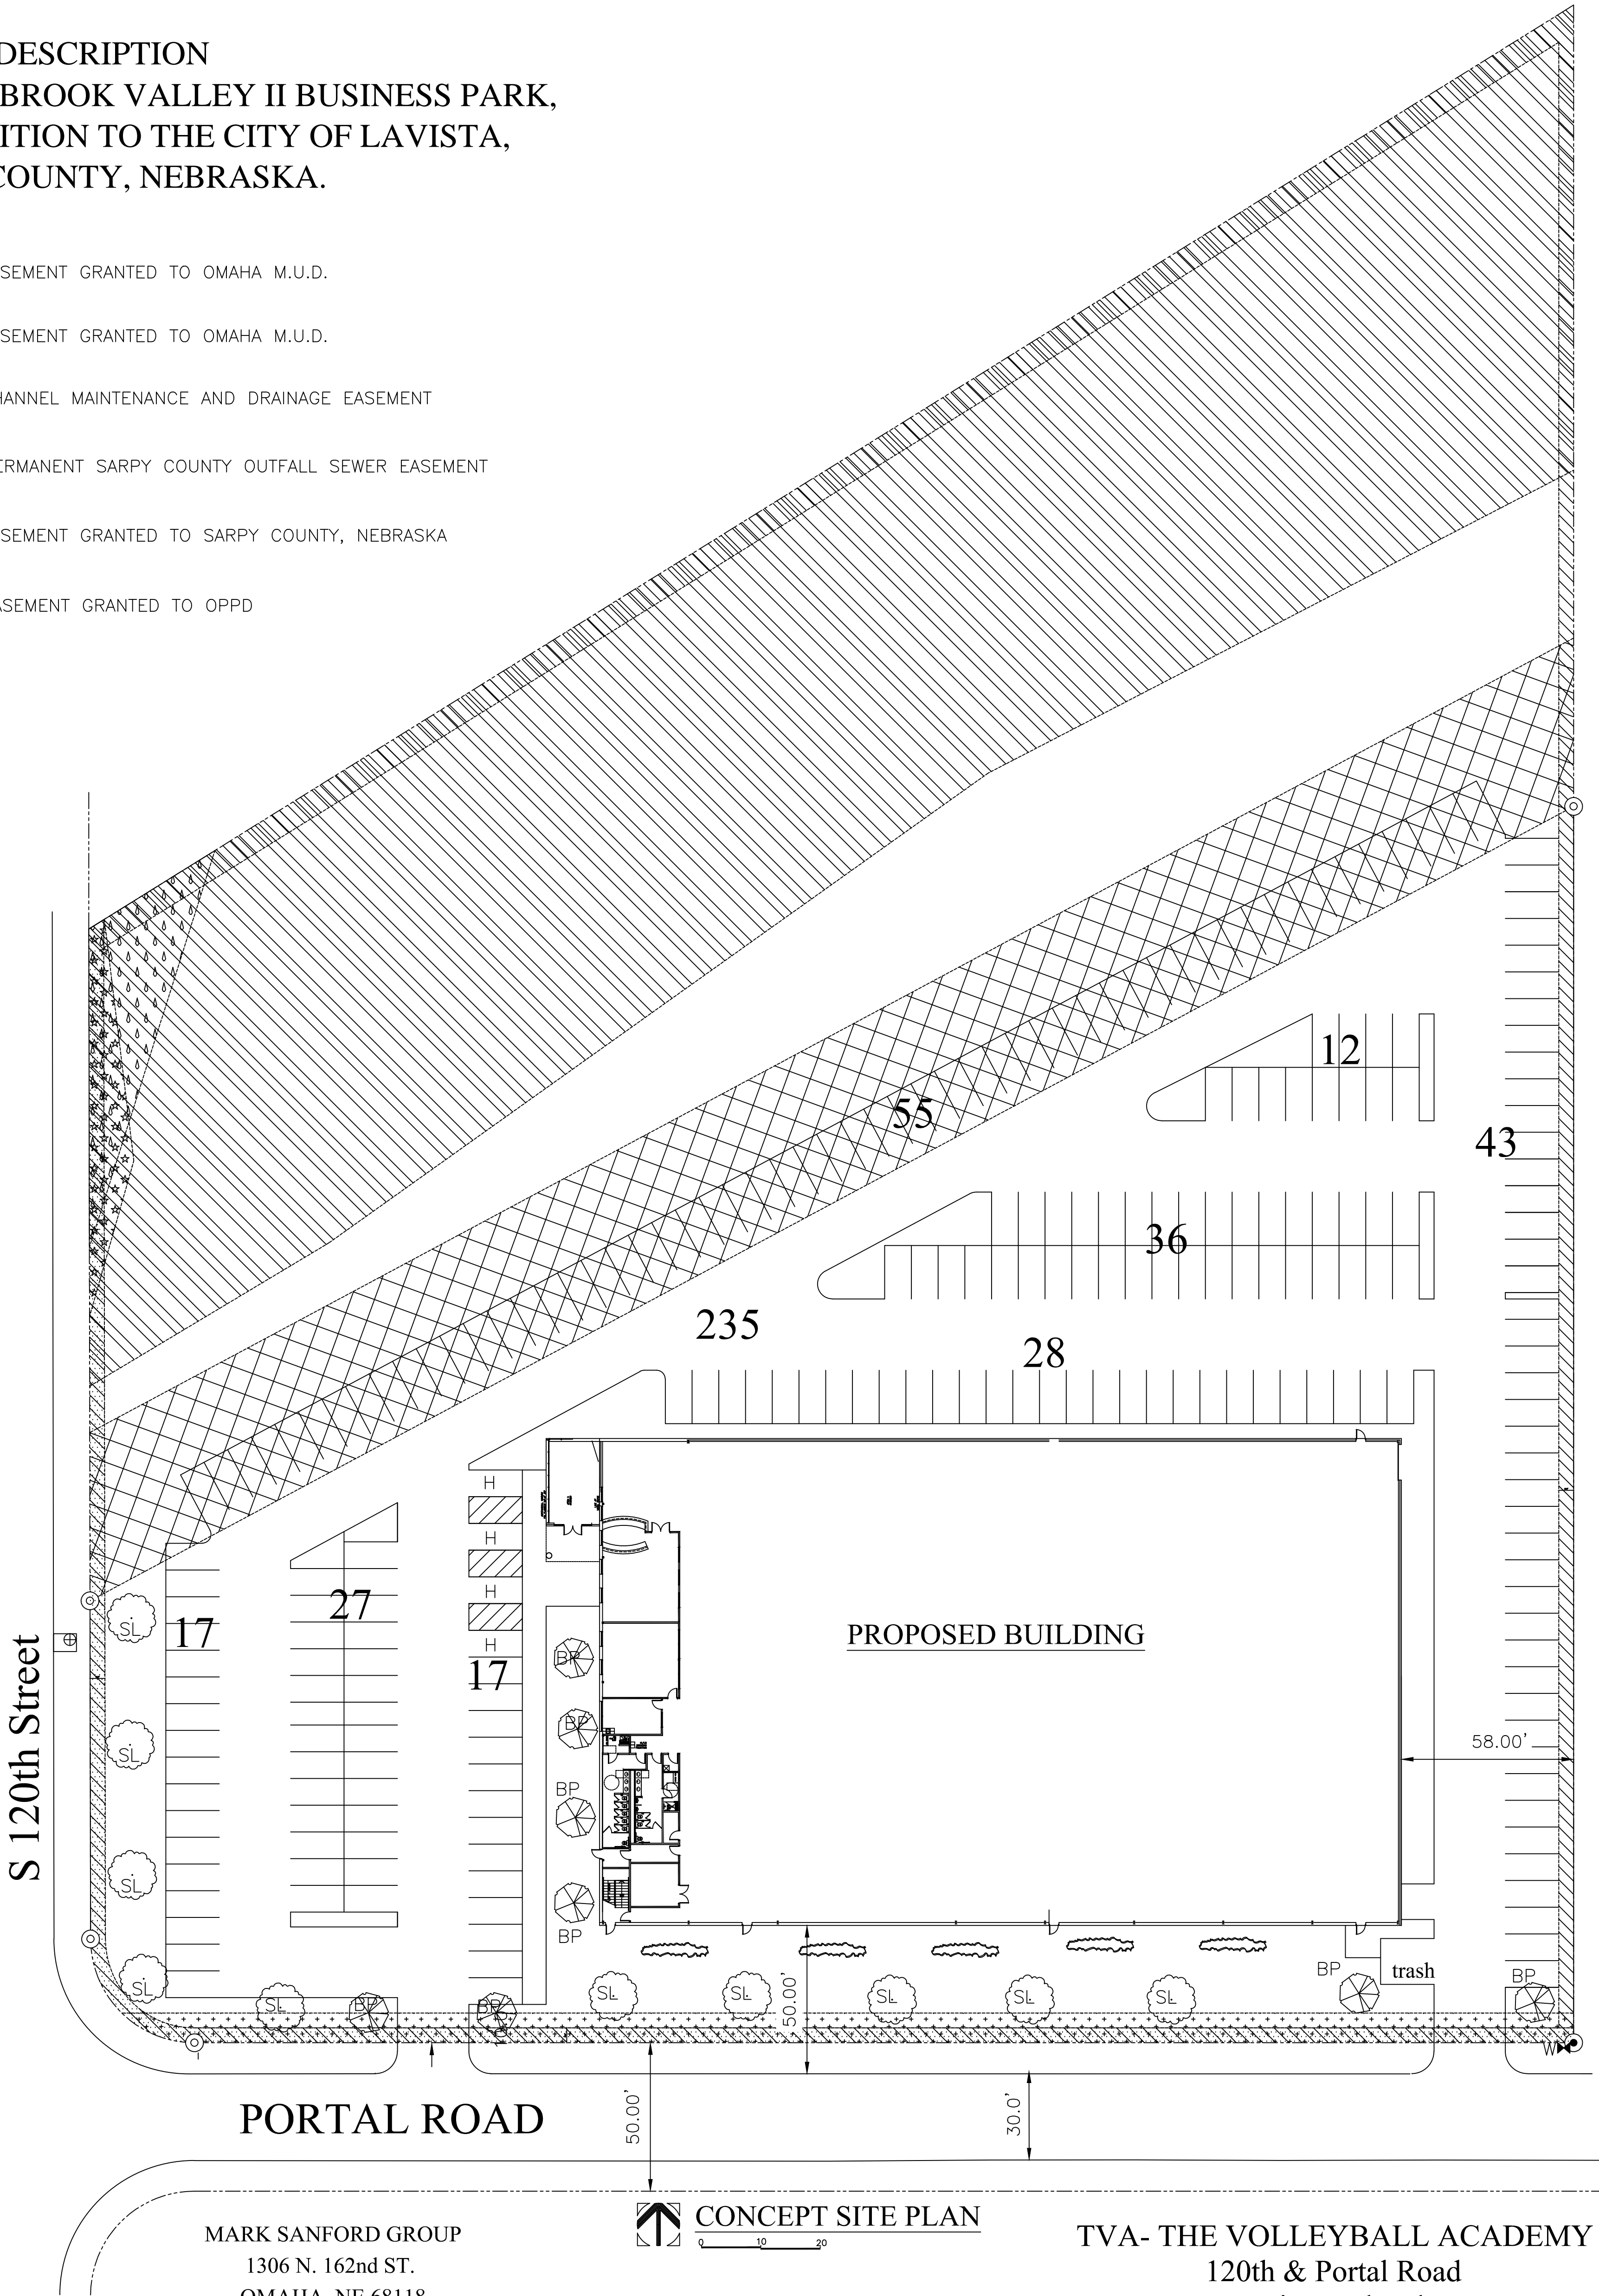 DESCRIPTION
BROOK VALLEY II BUSINESS PARK,
ITION TO THE CITY OF LAVISTA,
COUNTY, NEBRASKA.
SEMENT GRANTED TO OMAHA M.U.D.
SEMENT GRANTED TO OMAHA M.U.D.
HANNEL MAINTENANCE AND DRAINAGE EASEMENT
ERMANENT SARPY COUNTY OUTFALL SEWER EASEMENT
SEMENT GRANTED TO SARPY COUNTY, NEBRASKA
ASEMENT GRANTED TO OPPD
12
55
43
36
235
28
H
H
H
H
27
17
17
SL
SL
SL
SL
SL
BP
BP
BP
BP
BP
BP
PROPOSED BUILDING
58.00'
S 120th Street
SL
SL
SL
SL
SL
BP
trash
BP
W
50.00'
PORTAL ROAD
50.00'
30.0'
CONCEPT SITE PLAN
0 10 20
MARK SANFORD GROUP
1306 N. 162nd ST.
OMAHA, NE 68118
TVA- THE VOLLEYBALL ACADEMY
120th & Portal Road